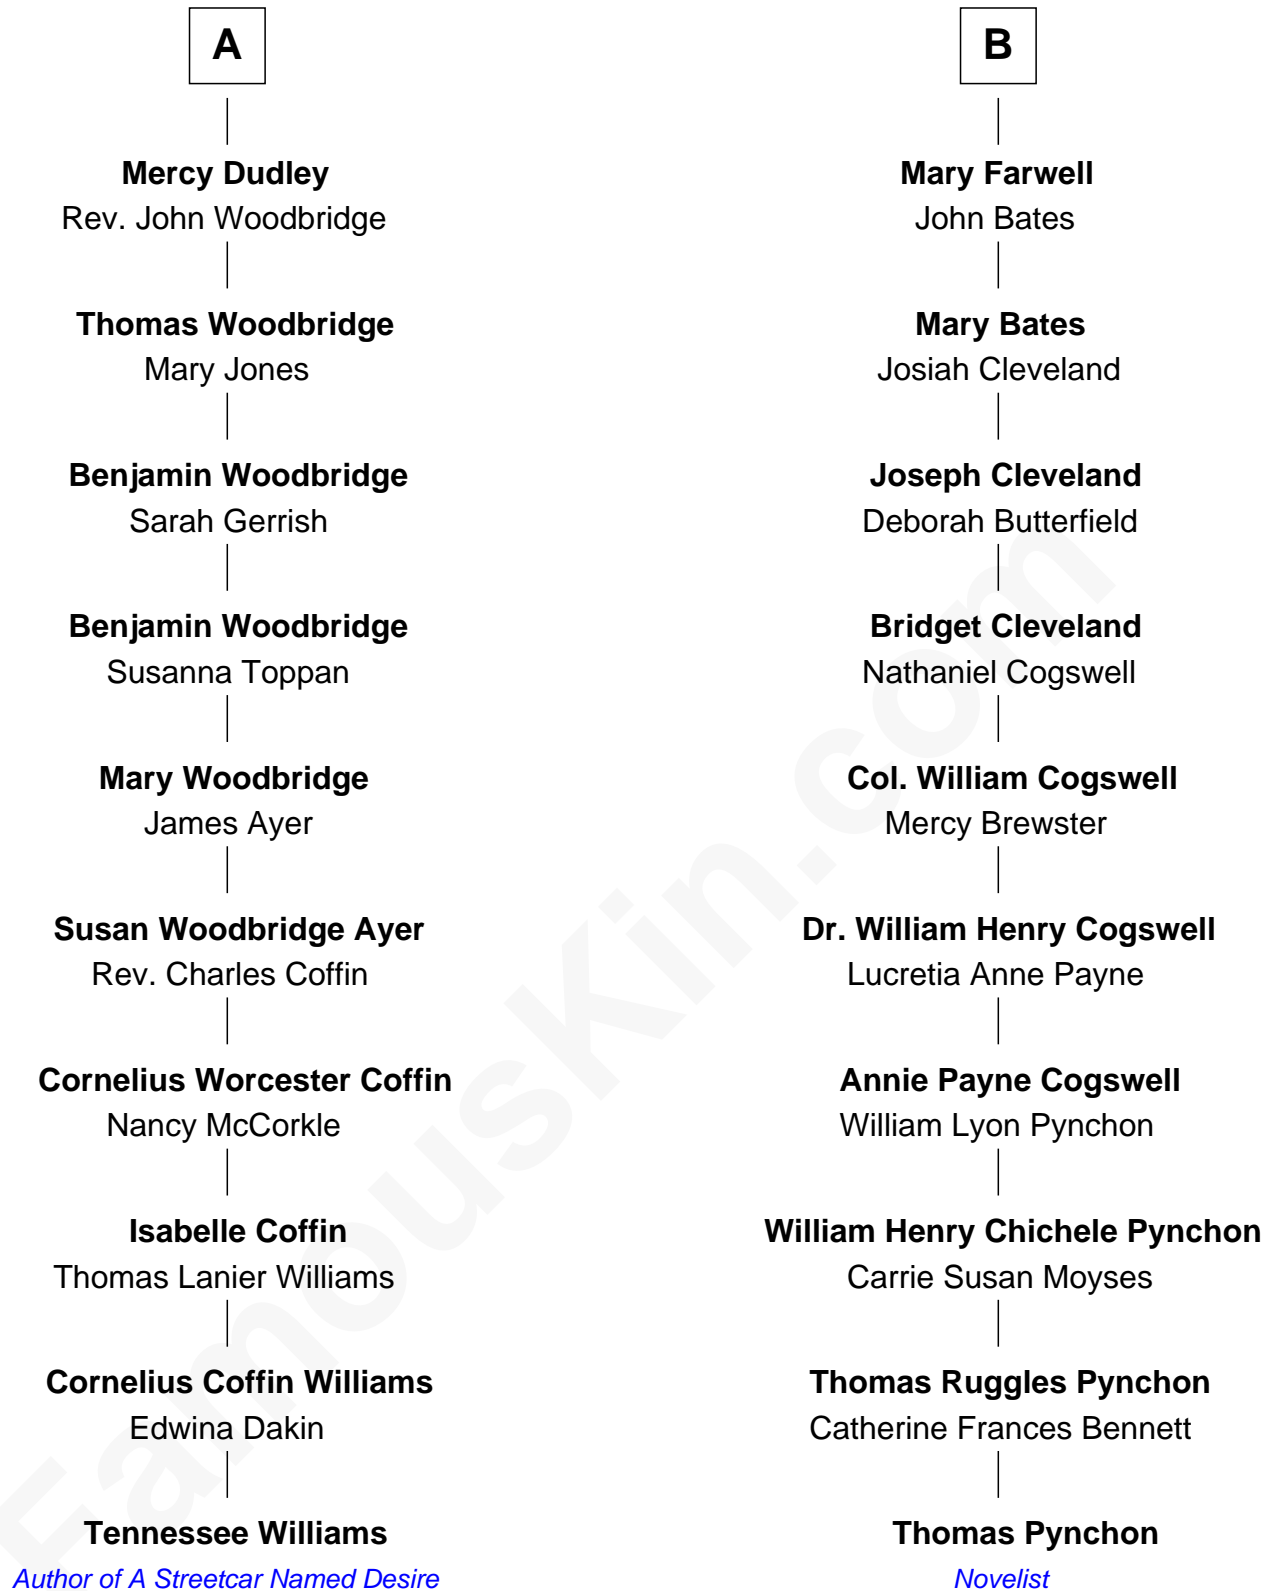 A
Mercy Dudley
Rev. John Woodbridge
Thomas Woodbridge
Mary Jones
Benjamin Woodbridge
Sarah Gerrish
Benjamin Woodbridge
Susanna Toppan
Mary Woodbridge
James Ayer
Susan Woodbridge Ayer
Rev. Charles Coffin
Cornelius Worcester Coffin
Nancy McCorkle
Isabelle Coffin
Thomas Lanier Williams
Cornelius Coffin Williams
Edwina Dakin
Tennessee Williams
Author of A Streetcar Named Desire
B
Mary Farwell
John Bates
Mary Bates
Josiah Cleveland
Joseph Cleveland
Deborah Butterfield
Bridget Cleveland
Nathaniel Cogswell
Col. William Cogswell
Mercy Brewster
Dr. William Henry Cogswell
Lucretia Anne Payne
Annie Payne Cogswell
William Lyon Pynchon
William Henry Chichele Pynchon
Carrie Susan Moyses
Thomas Ruggles Pynchon
Catherine Frances Bennett
Thomas Pynchon
Novelist
FamousKin.com